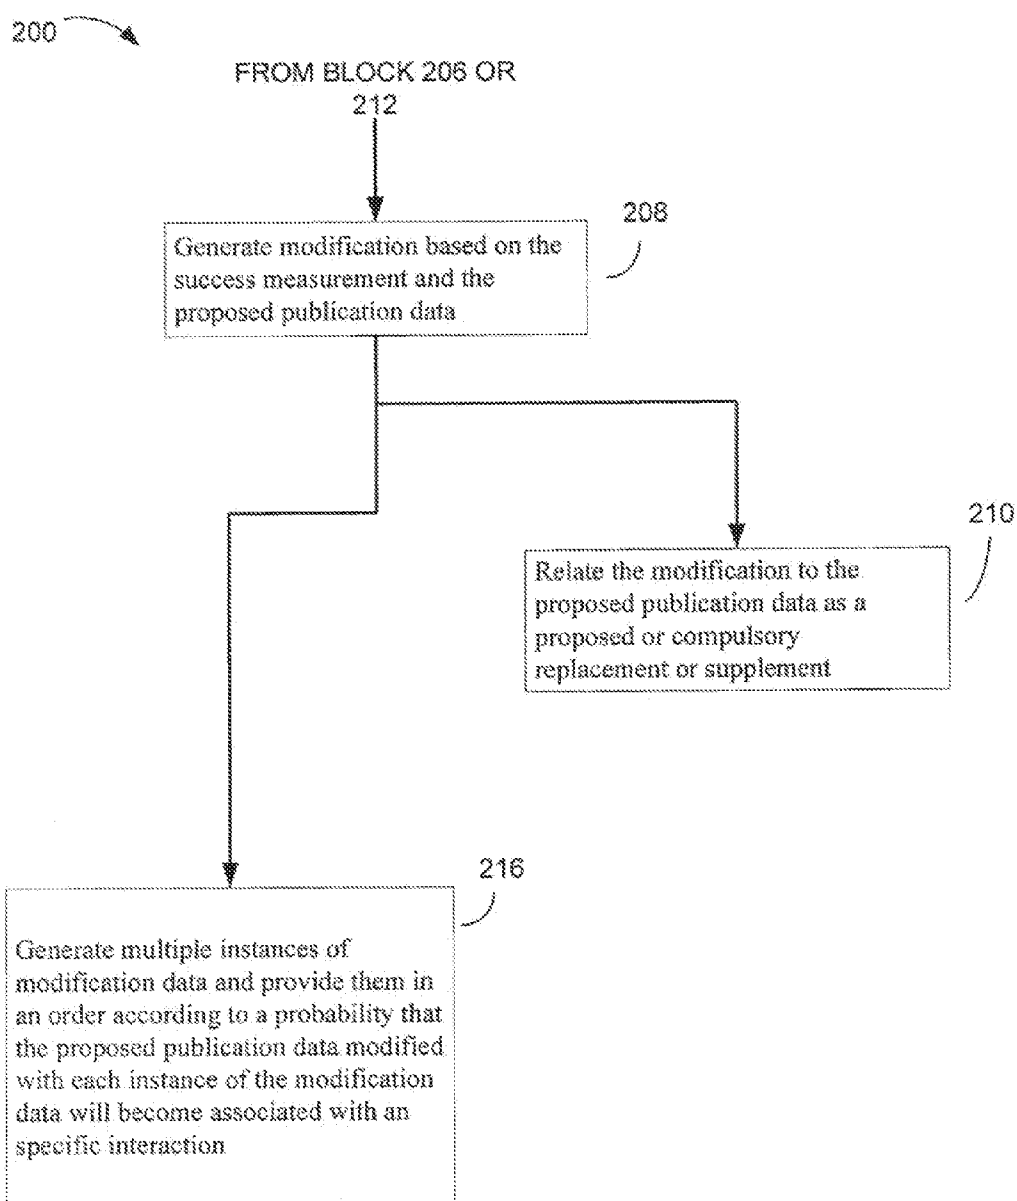 200
FROM BLOCK 206 OR
212
208
Generate modification based on the
success measurement and the
proposed publication data
210
Relate the modification to the
proposed publication data as a
proposed or compulsory
replacement or supplement
216
Generate multiple instances of
modification data and provide them in
an order according to a probability that
the proposed publication data modified
with each instance of the modification
data will become associated with an
specific interaction